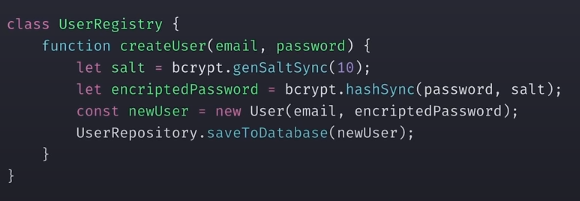 class UserRegistry {
    function createUser(email, password) {
        let salt = bcrypt.genSaltSync(10);
        let encriptedPassword = bcrypt.hashSync(password, salt);
        const newUser = new User(email, encriptedPassword);
        UserRepository.saveToDatabase(newUser);
    }
}